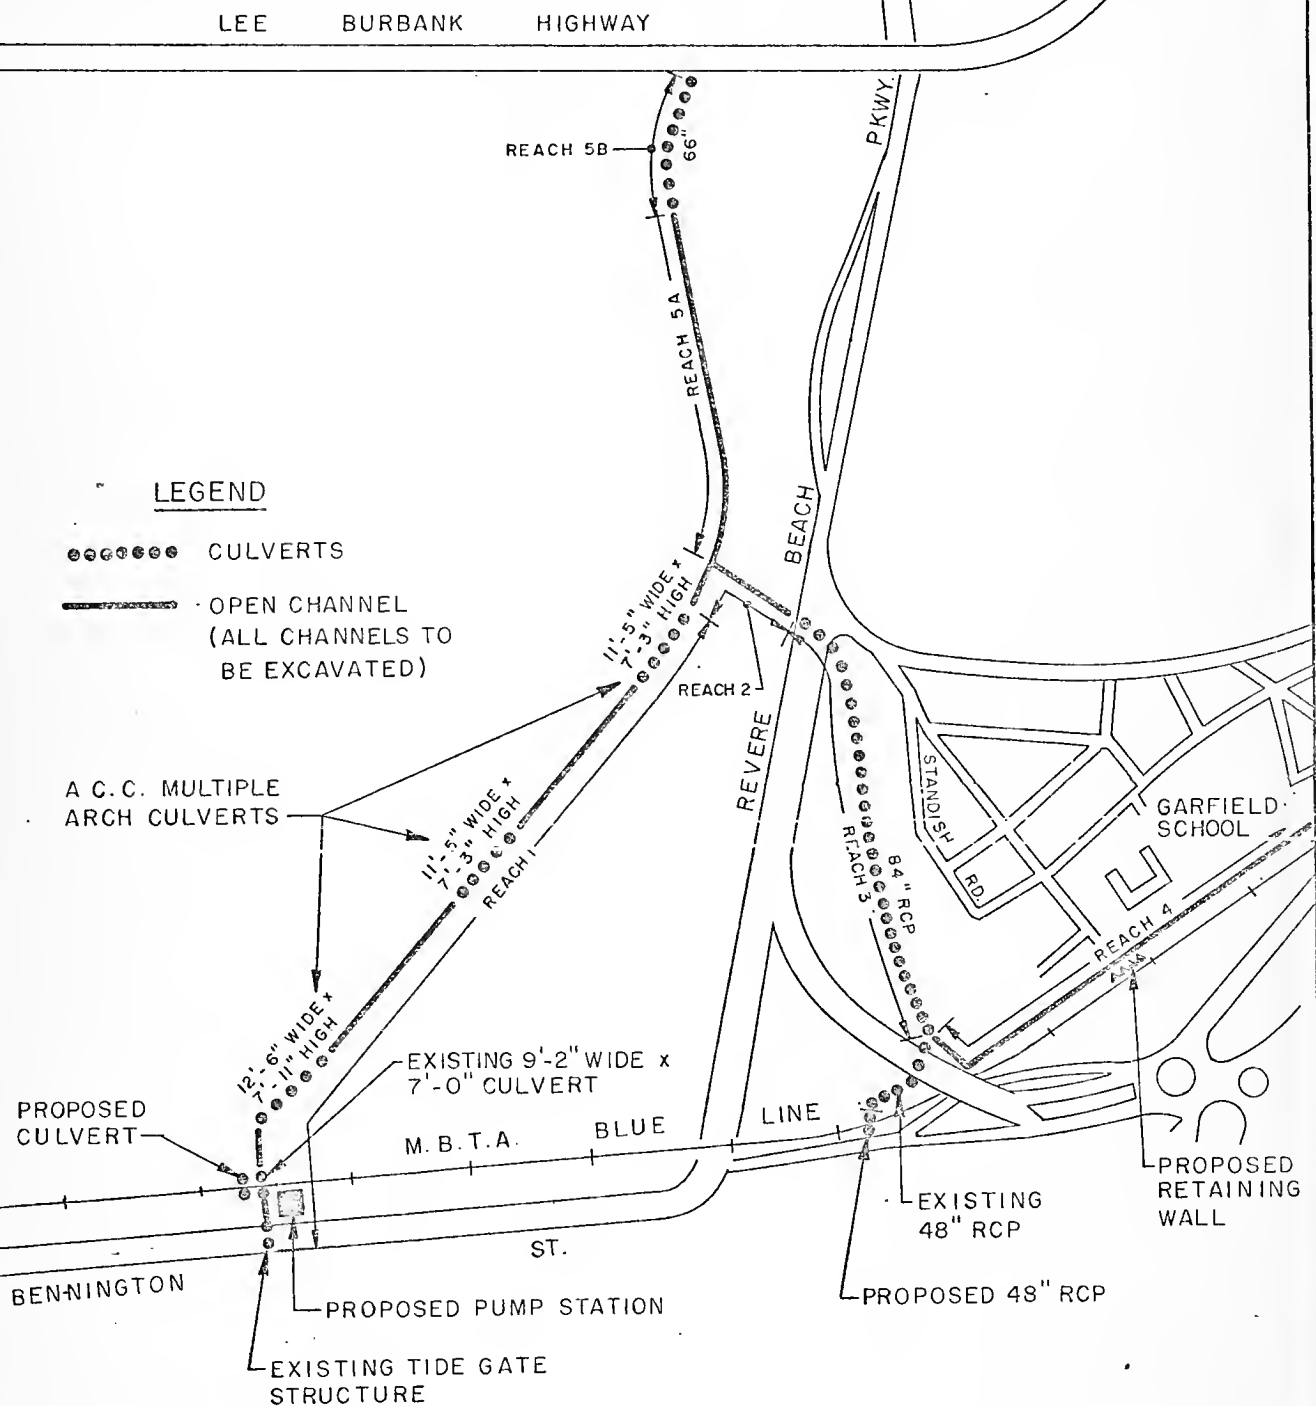 LEE BURBANK HIGHWAY
PKWY.
REACH 5B
66"
REACH 5A
LEGEND
CULVERTS
OPEN CHANNEL
(ALL CHANNELS TO
BE EXCAVATED)
BEACH
11'-5" WIDE x
7'-3" HIGH
REACH 2
REVERE
A C.C. MULTIPLE
ARCH CULVERTS
11'-5" WIDE x
7'-3" HIGH
REACH 1
STANDISH
RD.
GARFIELD
SCHOOL
REACH 3
84" RCP
REACH 4
12'-6" WIDE x
7'-11" HIGH
EXISTING 9'-2" WIDE x
7'-0" CULVERT
PROPOSED
CULVERT
M.B.T.A. BLUE LINE
PROPOSED
RETAINING
WALL
EXISTING
48" RCP
ST.
BENNINGTON
PROPOSED 48" RCP
PROPOSED PUMP STATION
EXISTING TIDE GATE
STRUCTURE